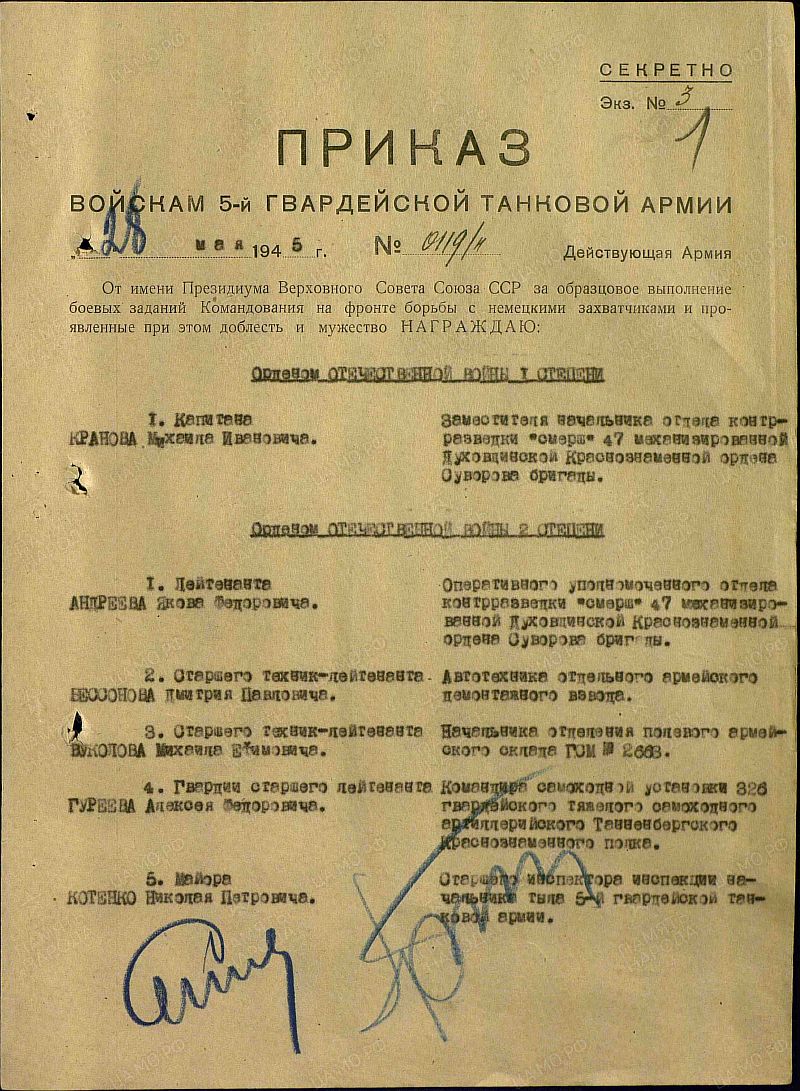 СЕКРЕТНО
Экз. № 3
1
ПРИКАЗ
ВОЙСКАМ 5-й ГВАРДЕЙСКОЙ ТАНКОВОЙ АРМИИ
28 мая 1945 г. № 0119/н Действующая Армия
От имени Президиума Верховного Совета Союза ССР за образцовое выполнение
боевых заданий Командования на фронте борьбы с немецкими захватчиками и про-
явленные при этом доблесть и мужество НАГРАЖДАЮ:
Орденом ОТЕЧЕСТВЕННОЙ ВОЙНЫ I СТЕПЕНИ
I. Капитана
КРАНОВА Михаила Ивановича.
Заместителя начальника отдела контр-
разведки "смерш" 47 механизированной
Духовщинской Краснознаменной ордена
Суворова бригады.
Орденом ОТЕЧЕСТВЕННОЙ ВОЙНЫ 2 СТЕПЕНИ
I. Лейтенанта
АНДРЕЕВА Якова Федоровича.
Оперативного уполномоченного отдела
контрразведки "смерш" 47 механизиро-
ванной Духовщинской Краснознаменной
ордена Суворова бригады.
2. Старшего техник-лейтенанта
БЕССОНОВА Дмитрия Павловича.
Автотехника отдельного армейского
демонтажного взвода.
3. Старшего техник-лейтенанта
ВУКОЛОВА Михаила Ефимовича.
Начальника отделения полевого армей-
ского склада ГСМ № 2663.
4. Гвардии старшего лейтенанта
ГУРЕЕВА Алексея Федоровича.
Командира самоходной установки 326
гвардейского тяжелого самоходного
артиллерийского Танненбергского
Краснознаменного полка.
5. Майора
КОТЕНКО Николая Петровича.
Старшего инспектора инспекции на-
чальника тыла 5-й гвардейской тан-
ковой армии.